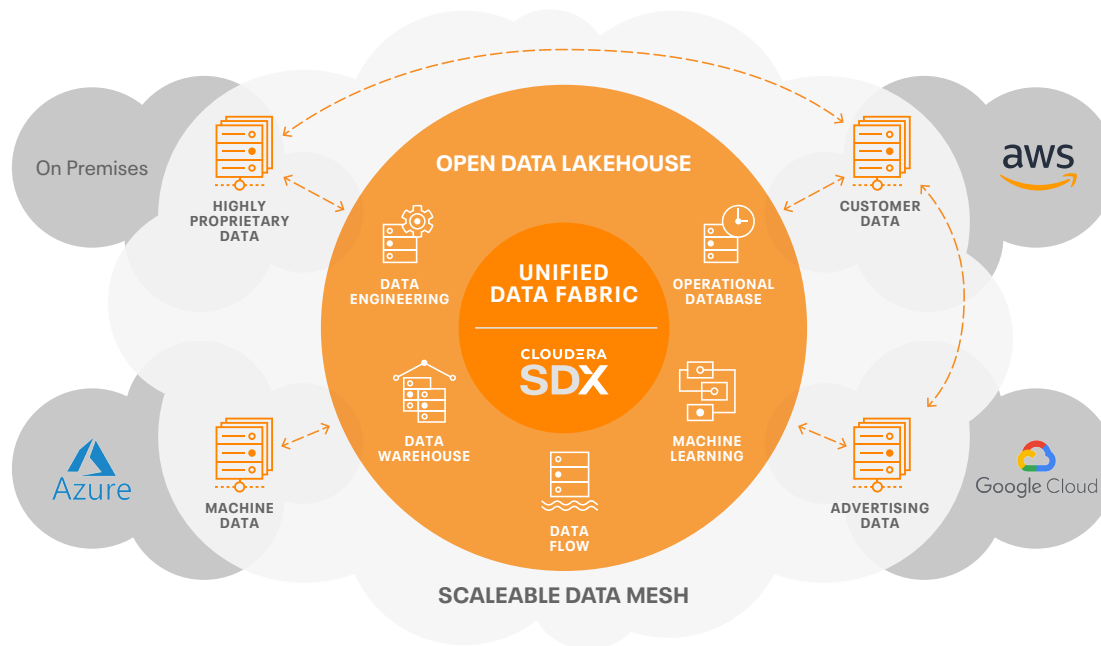 OPEN DATA LAKEHOUSE
On Premises
aws
HIGHLY
PROPRIETARY
DATA
CUSTOMER
DATA
DATA
ENGINEERING
UNIFIED
DATA FABRIC
OPERATIONAL
DATABASE
CLOUDERA
SDX
DATA
WAREHOUSE
MACHINE
LEARNING
Azure
Google Cloud
MACHINE
DATA
ADVERTISING
DATA
DATA
FLOW
SCALEABLE DATA MESH